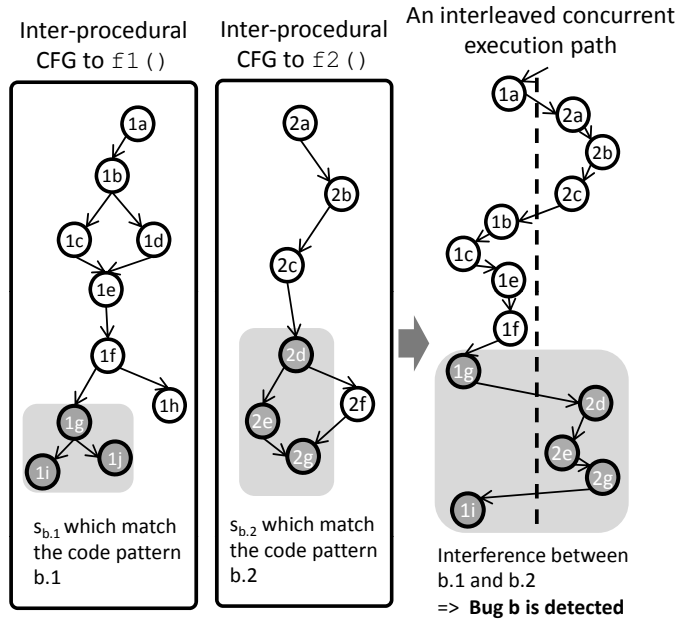 Inter-procedural
CFG to f1()
1a
1b
1c
1d
1e
1f
1h
1g
1i
1j
s_b.1 which match
the code pattern
b.1
Inter-procedural
CFG to f2()
2a
2b
2c
2d
2e
2f
2g
s_b.2 which match
the code pattern
b.2
An interleaved concurrent
execution path
1a
2a
2b
2c
1b
1c
1e
1f
1g
2d
2e
2g
1i
Interference between
b.1 and b.2
=> Bug b is detected